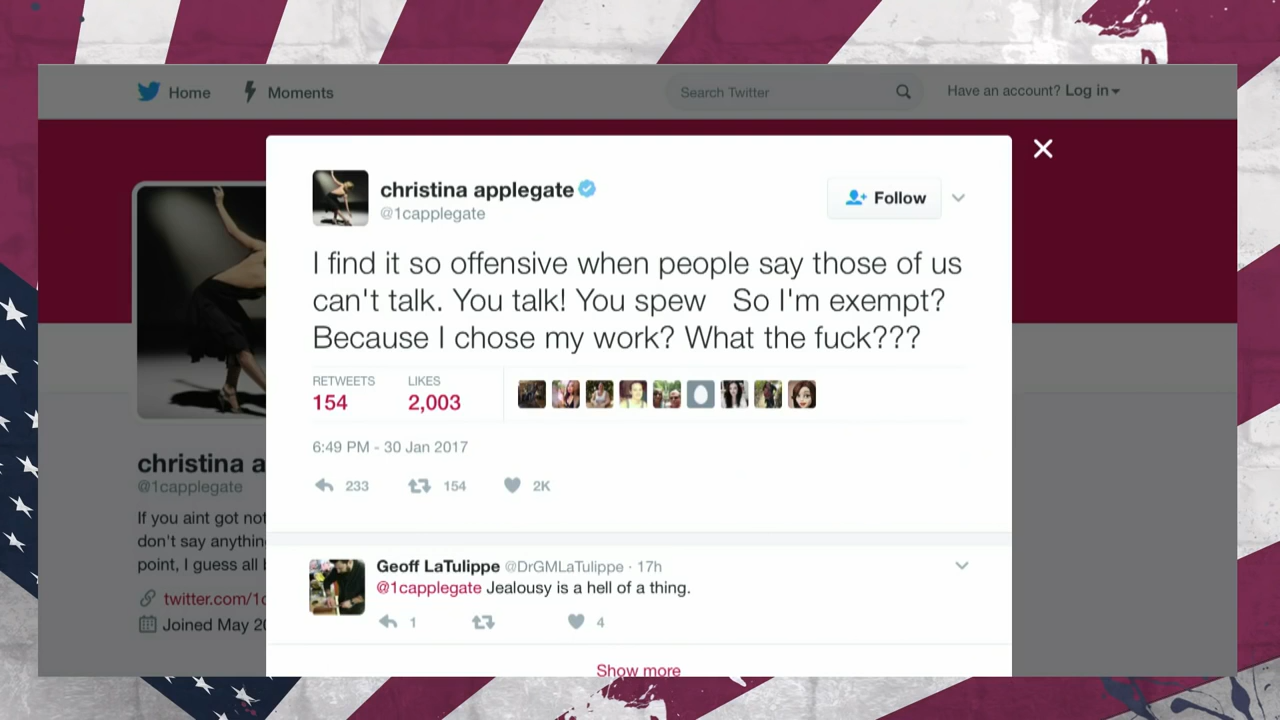 Home
Moments
Search Twitter
Have an account? Log in
christina applegate
@1capplegate
Follow
I find it so offensive when people say those of us
can't talk. You talk! You spew So I'm exempt?
Because I chose my work? What the fuck???
RETWEETS
154
LIKES
2,003
6:49 PM - 30 Jan 2017
233
154
2K
christina a
@1capplegate
If you aint got not
don't say anythin
point, I guess all
twitter.com/1c
Joined May 20
Geoff LaTulippe @DrGMLaTulippe · 17h
@1capplegate Jealousy is a hell of a thing.
1
4
Show more